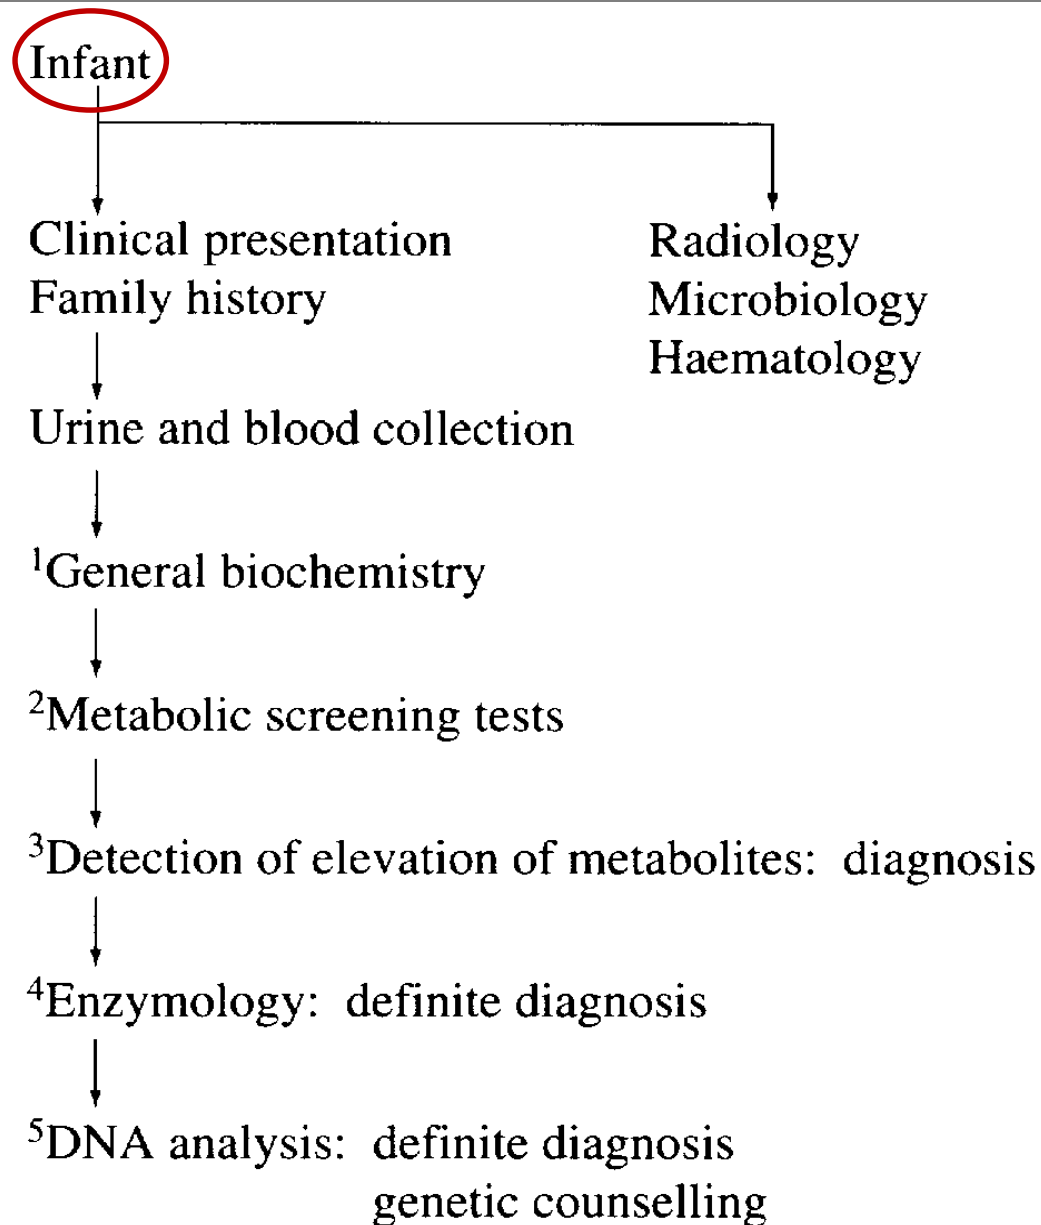 Infant
Clinical presentation
Family history
Radiology
Microbiology
Haematology
Urine and blood collection
¹General biochemistry
²Metabolic screening tests
³Detection of elevation of metabolites: diagnosis
⁴Enzymology: definite diagnosis
⁵DNA analysis: definite diagnosis
genetic counselling